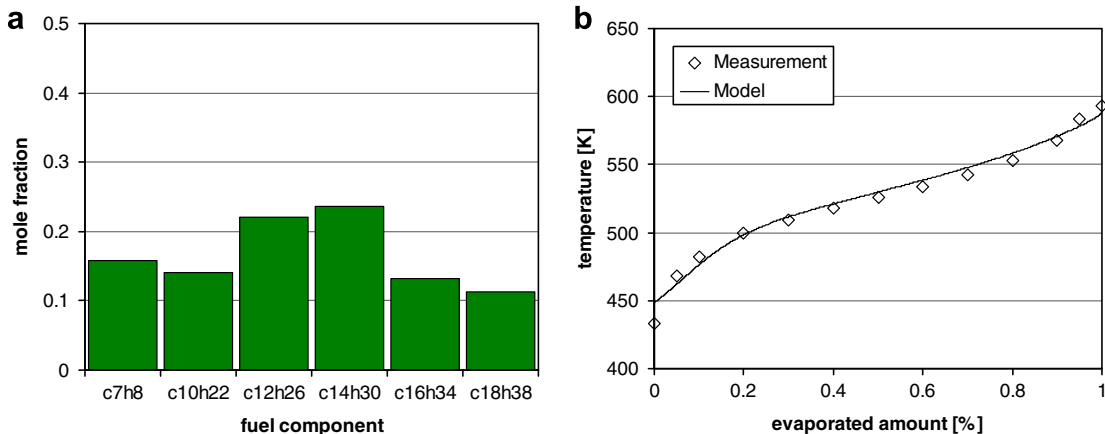 a
0.5
0.4
0.3
0.2
0.1
0
mole fraction
c7h8 c10h22 c12h26 c14h30 c16h34 c18h38
fuel component
b
650
600
550
500
450
400
temperature [K]
Measurement
Model
0 0.2 0.4 0.6 0.8 1
evaporated amount [%]